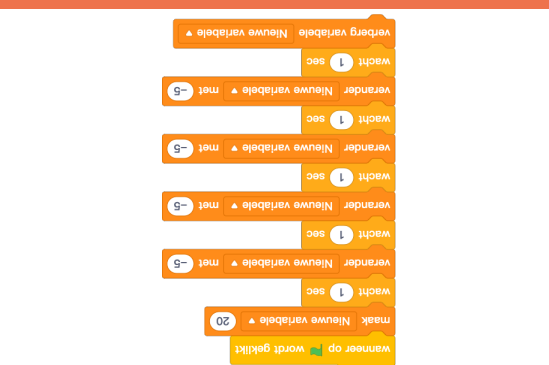 wanneer op wordt geklikt
maak Nieuwe variabele 20
wacht 1 sec
verander Nieuwe variabele met -5
wacht 1 sec
verander Nieuwe variabele met -5
wacht 1 sec
verander Nieuwe variabele met -5
wacht 1 sec
verander Nieuwe variabele met -5
wacht 1 sec
verberg variabele Nieuwe variabele